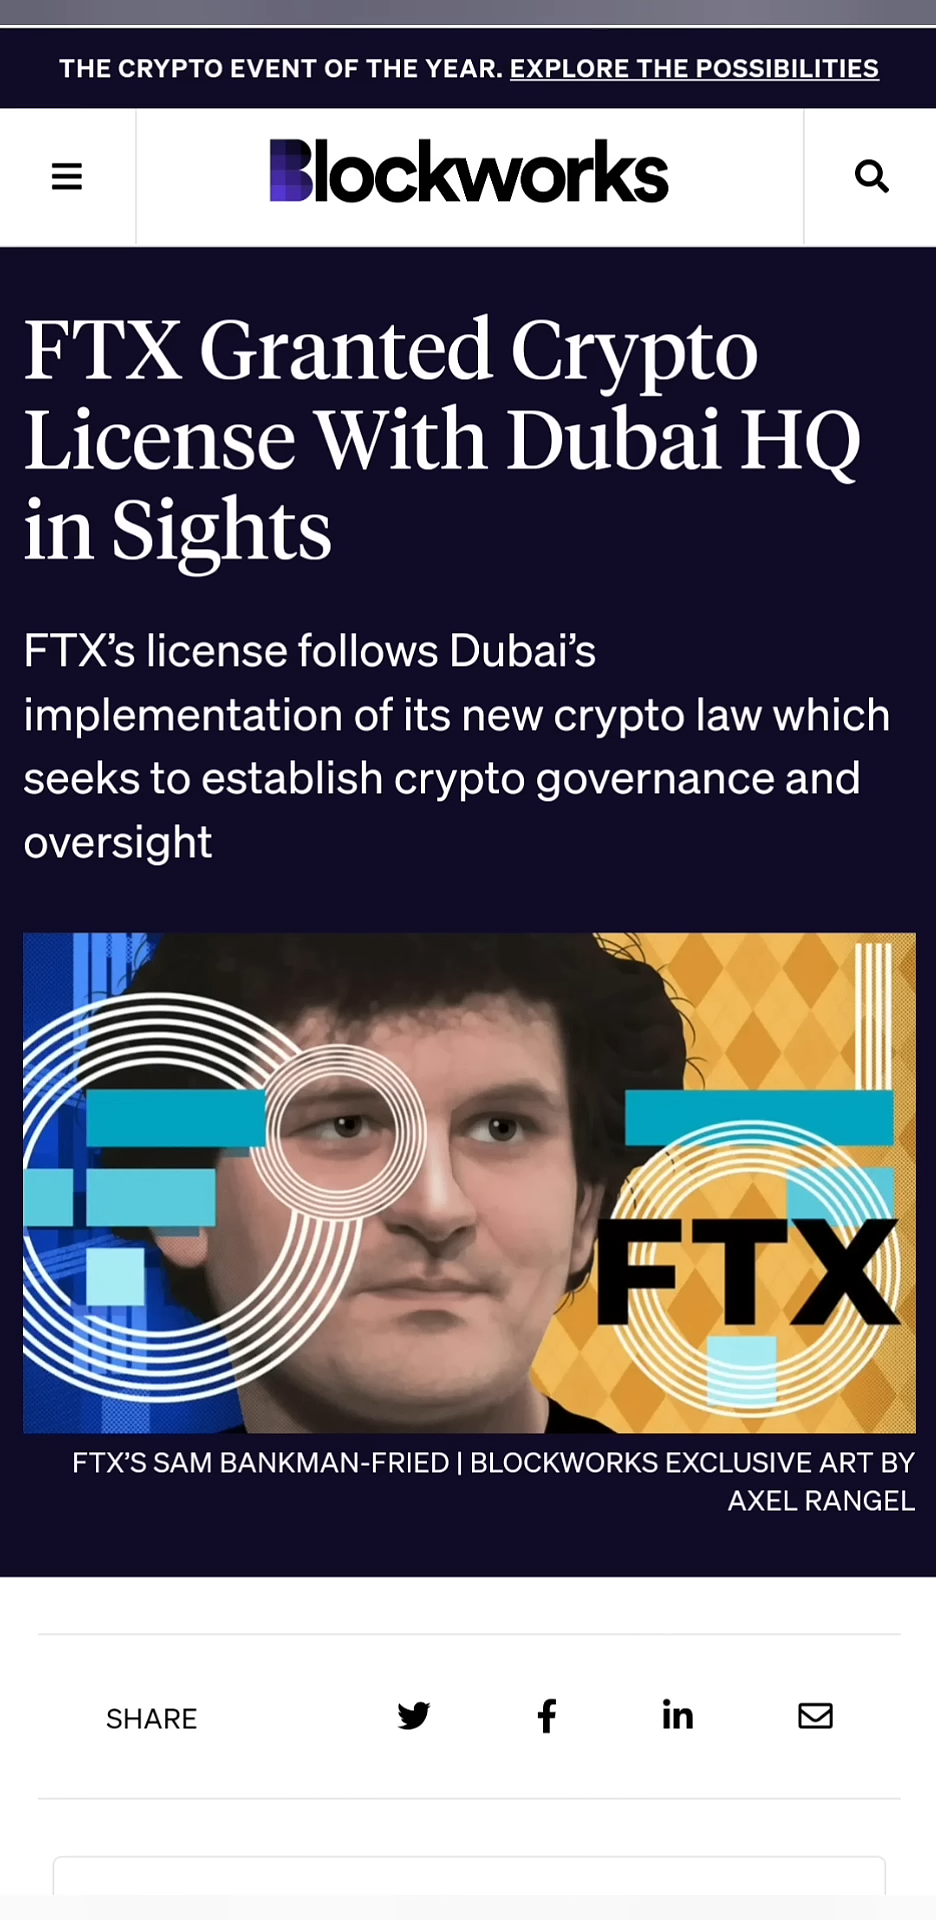 THE CRYPTO EVENT OF THE YEAR. EXPLORE THE POSSIBILITIES
Blockworks
FTX Granted Crypto
License With Dubai HQ
in Sights
FTX’s license follows Dubai’s
implementation of its new crypto law which
seeks to establish crypto governance and
oversight
FTX
FTX’S SAM BANKMAN-FRIED | BLOCKWORKS EXCLUSIVE ART BY
AXEL RANGEL
SHARE